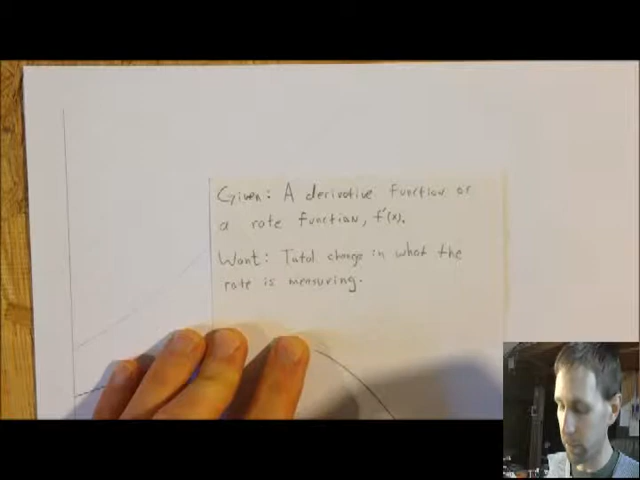 Given: A derivative function or
a rate function, f'(x).
Want: Total change in what the
rate is measuring.